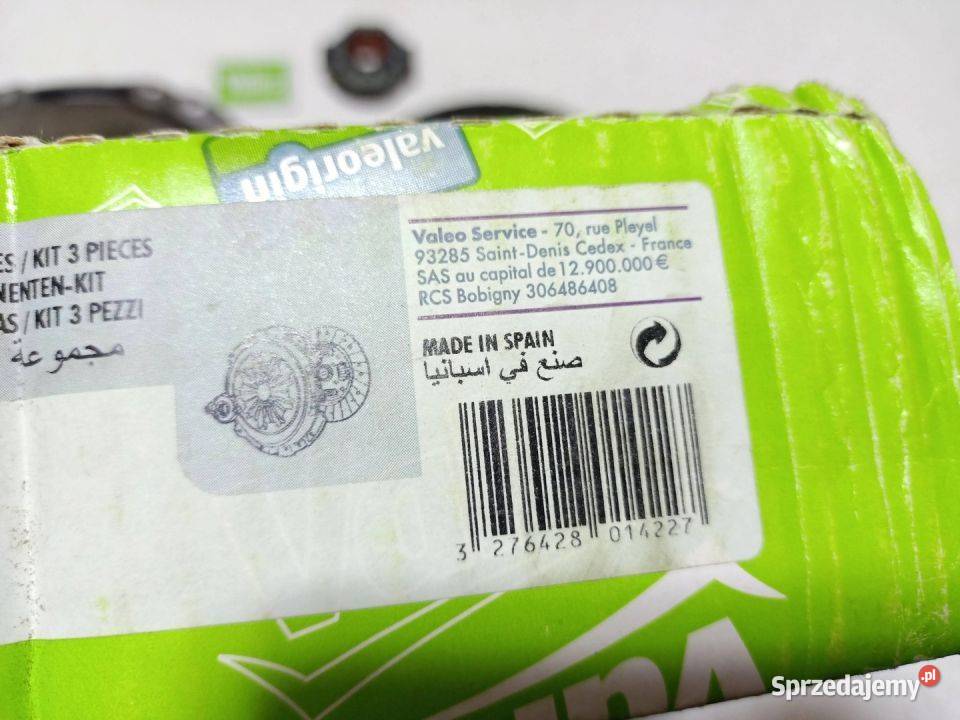 valeorigin
ES / KIT 3 PIECES
NENTEN-KIT
AS / KIT 3 PEZZI
مجموعة
Valeo Service - 70, rue Pleyel
93285 Saint-Denis Cedex - France
SAS au capital de 12.900.000 €
RCS Bobigny 306486408
MADE IN SPAIN
صنع في اسبانيا
3 276428 014227
Sprzedajemy.pl